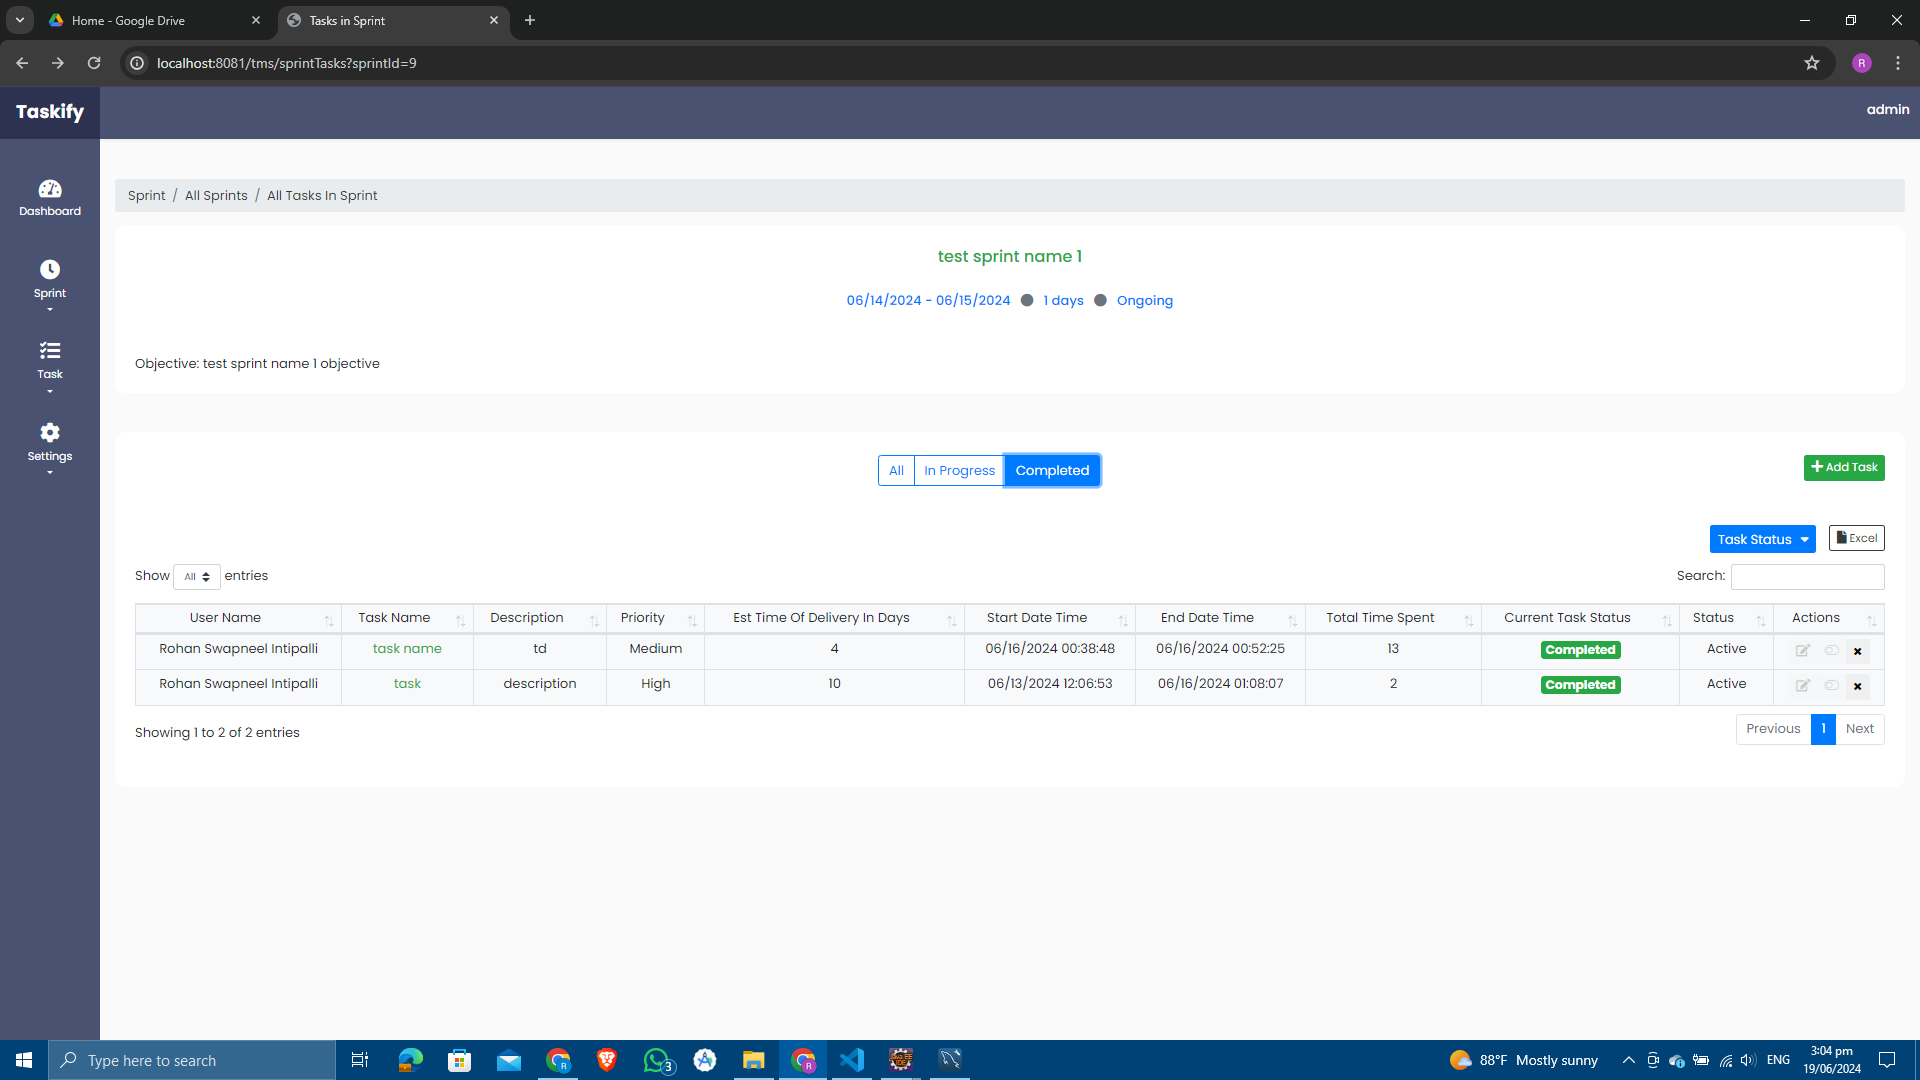 Home - Google Drive
Tasks in Sprint
localhost:8081/tms/sprintTasks?sprintId=9
R
Taskify
admin
Dashboard
Sprint
Task
Settings
Sprint / All Sprints / All Tasks In Sprint
test sprint name 1
06/14/2024 - 06/15/2024 ● 1 days ● Ongoing
Objective: test sprint name 1 objective
All In Progress Completed
Add Task
Task Status
Excel
Show All entries
Search:
User Name Task Name Description Priority Est Time Of Delivery In Days Start Date Time End Date Time Total Time Spent Current Task Status Status Actions
Rohan Swapneel Intipalli task name td Medium 4 06/16/2024 00:38:48 06/16/2024 00:52:25 13 Completed Active
Rohan Swapneel Intipalli task description High 10 06/13/2024 12:06:53 06/16/2024 01:08:07 2 Completed Active
Showing 1 to 2 of 2 entries
Previous 1 Next
Type here to search
R
3
R
88°F Mostly sunny
ENG
3:04 pm
19/06/2024